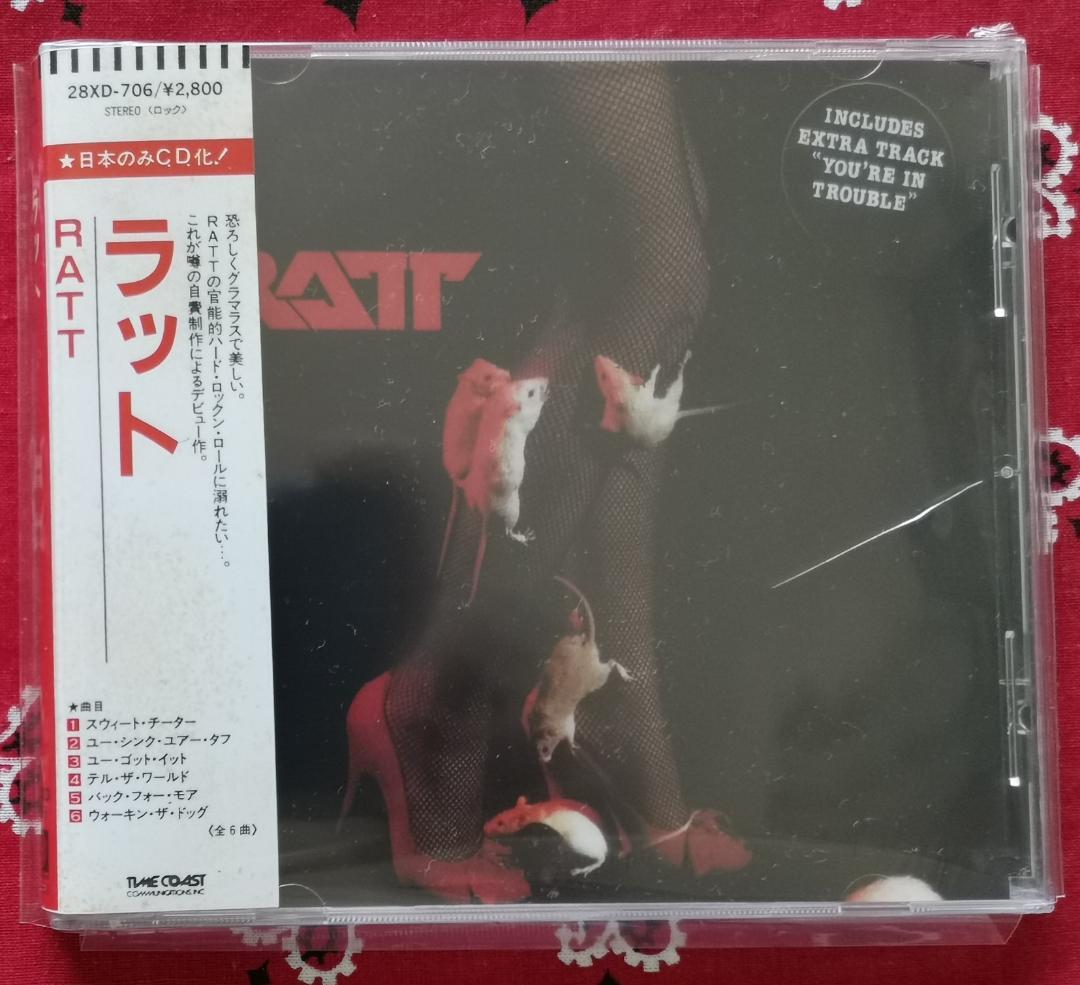 28XD-706/¥2,800
STEREO〈ロック〉
★日本のみCD化!
RATT
ラット
恐ろしくグラマラスで美しい。
RATTの官能的ハード・ロックン・ロールに溺れたい…。
これが噂の自費制作によるデビュー作。
★曲目
1 スウィート・チーター
2 ユー・シンク・ユアー・タフ
3 ユー・ゴット・イット
4 テル・ザ・ワールド
5 バック・フォー・モア
6 ウォーキン・ザ・ドッグ
〈全6曲〉
TIME COAST
COMMUNICATIONS INC
RATT
INCLUDES
EXTRA TRACK
“YOU'RE IN
TROUBLE”